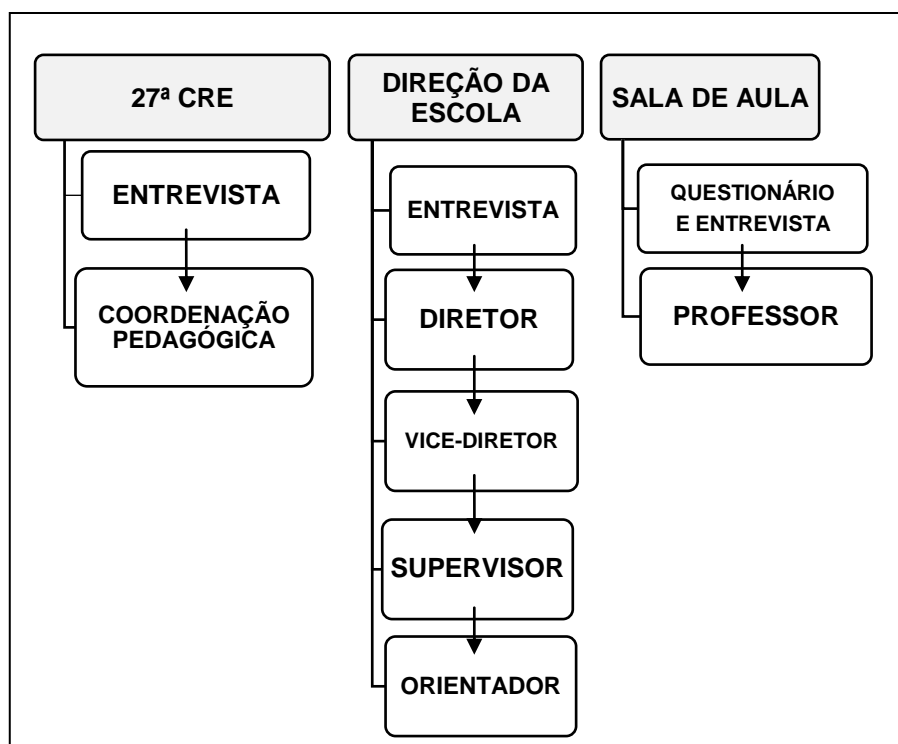 27ª CRE
ENTREVISTA
COORDENAÇÃO
PEDAGÓGICA
DIREÇÃO DA
ESCOLA
ENTREVISTA
DIRETOR
VICE-DIRETOR
SUPERVISOR
ORIENTADOR
SALA DE AULA
QUESTIONÁRIO
E ENTREVISTA
PROFESSOR